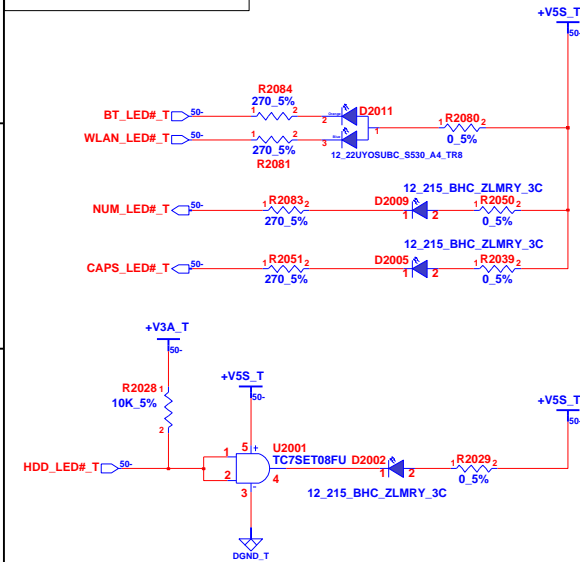 +V5S_T
50-
R2084
270_5%
BT_LED#_T 50- 1 2 2 Orange D2011
1 R2080 2
0_5%
WLAN_LED#_T 50- 1 2 3 Blue 1
270_5%
R2081
12_22UYOSUBC_S530_A4_TR8
12_215_BHC_ZLMRY_3C
NUM_LED#_T 50- 1 R2083 2 D2009 1 2 1 R2050 2
270_5% 0_5%
12_215_BHC_ZLMRY_3C
CAPS_LED#_T 50- 1 R2051 2 D2005 1 2 1 R2039 2
270_5% 0_5%
+V3A_T
50-
+V5S_T
50-
+V5S_T
50-
R2028 1
10K_5%
2
HDD_LED#_T 50-
1
2
5 +
U2001
TC7SET08FU
4
3 -
D2002
1 2
12_215_BHC_ZLMRY_3C
1 R2029 2
0_5%
DGND_T